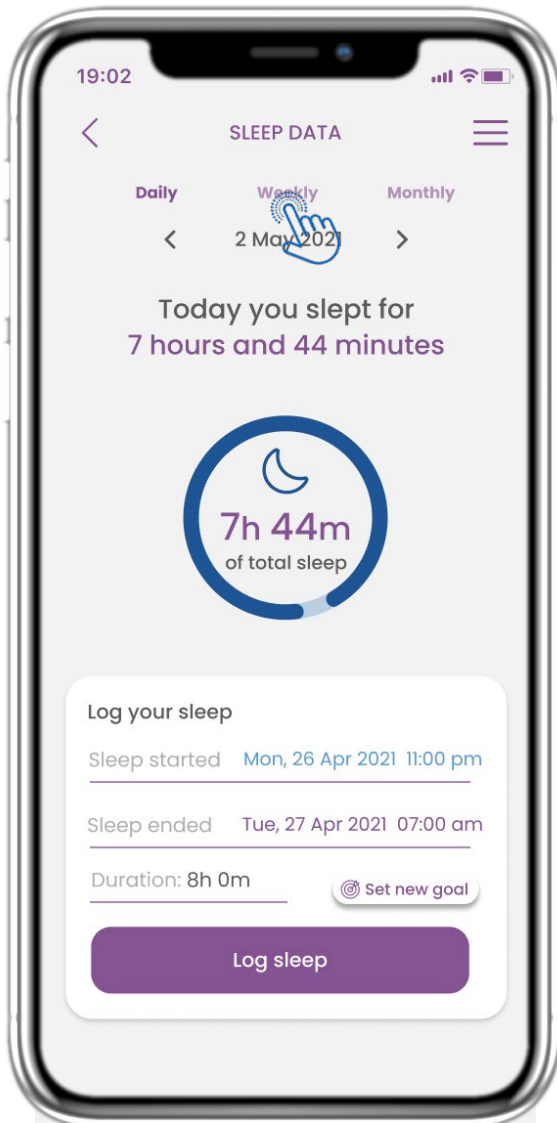 19:02
SLEEP DATA
Daily Weekly Monthly
2 May 2021
Today you slept for
7 hours and 44 minutes
7h 44m
of total sleep
Log your sleep
Sleep started Mon, 26 Apr 2021 11:00 pm
Sleep ended Tue, 27 Apr 2021 07:00 am
Duration: 8h 0m
Set new goal
Log sleep